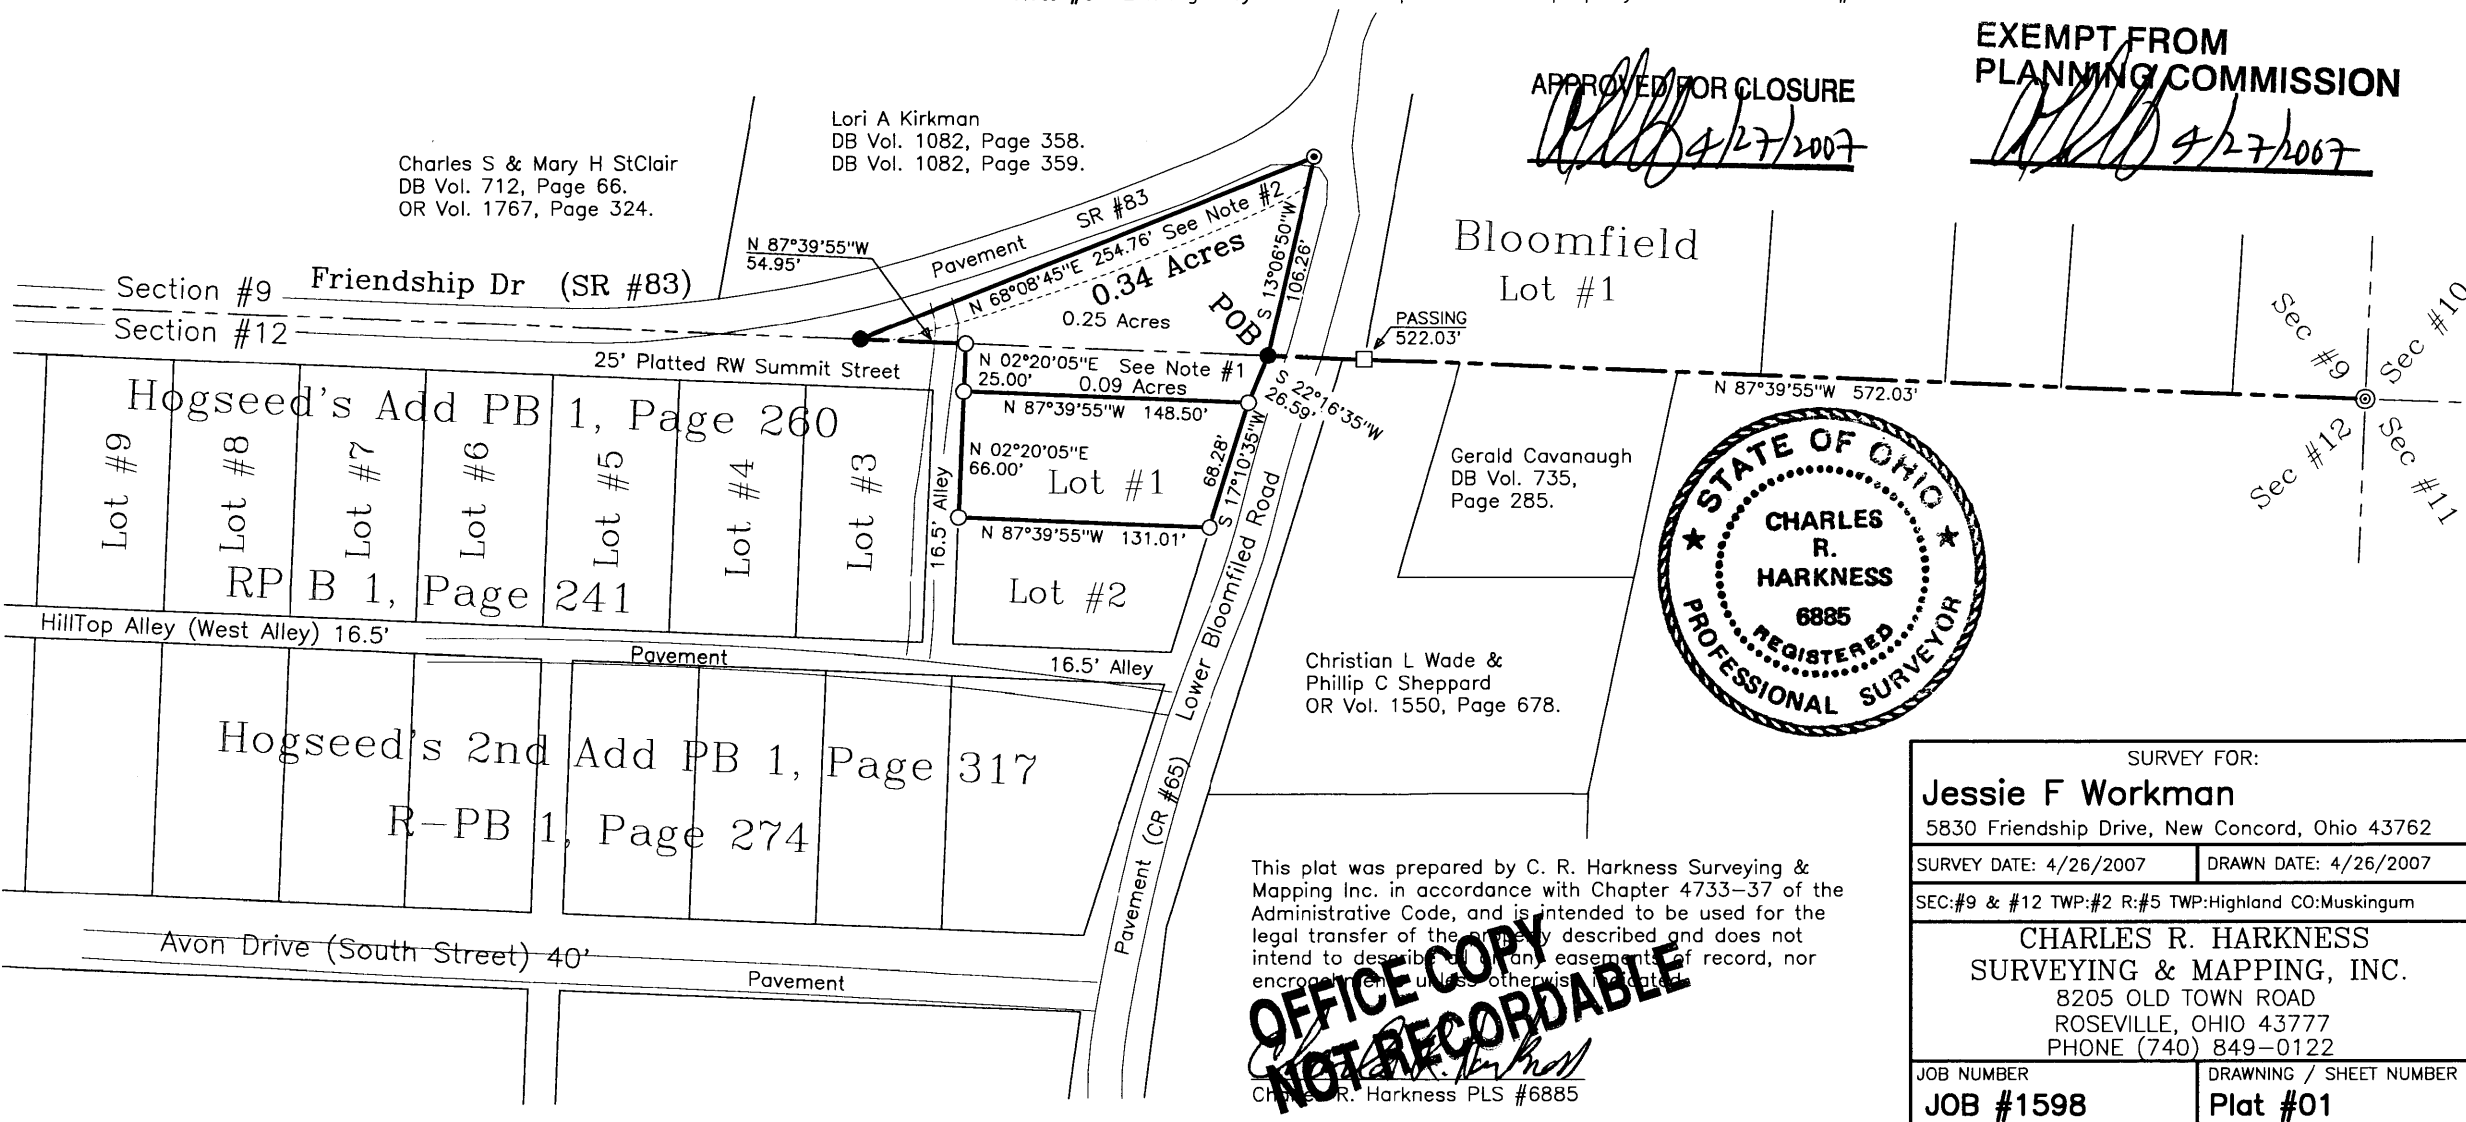 EXEMPT FROM
PLANNING COMMISSION
4/27/2007
APPROVED FOR CLOSURE
4/27/2007
Lori A Kirkman
DB Vol. 1082, Page 358.
DB Vol. 1082, Page 359.
Charles S & Mary H StClair
DB Vol. 712, Page 66.
OR Vol. 1767, Page 324.
N 87°39'55"W
54.95'
Pavement SR #83
N 68°08'45"E 254.76' See Note #2
0.34 Acres
0.25 Acres
POB
S 13°06'50"W
106.26'
Bloomfield
Lot #1
PASSING
522.03'
Section #9
Friendship Dr (SR #83)
Section #12
25' Platted RW Summit Street
N 02°20'05"E See Note #1
25.00' 0.09 Acres
N 87°39'55"W 148.50'
S 22°16'35"W
26.59'
N 87°39'55"W 572.03'
Sec #9
Sec #10
Sec #12
Sec #11
Hogseed's Add PB 1, Page 260
Lot #9
Lot #8
Lot #7
Lot #6
Lot #5
Lot #4
Lot #3
RP B 1, Page 241
16.5' Alley
N 02°20'05"E
66.00'
Lot #1
68.28'
S 17°10'35"W
N 87°39'55"W 131.01'
Lot #2
Gerald Cavanaugh
DB Vol. 735,
Page 285.
STATE OF OHIO
CHARLES
R.
HARKNESS
6885
REGISTERED
PROFESSIONAL SURVEYOR
HillTop Alley (West Alley) 16.5'
Pavement
16.5' Alley
Pavement (CR #65) Lower Bloomfiled Road
Christian L Wade &
Phillip C Sheppard
OR Vol. 1550, Page 678.
Hogseed's 2nd Add PB 1, Page 317
R-PB 1, Page 274
Avon Drive (South Street) 40'
Pavement
This plat was prepared by C. R. Harkness Surveying &
Mapping Inc. in accordance with Chapter 4733-37 of the
Administrative Code, and is intended to be used for the
legal transfer of the property described and does not
intend to describe any easements of record, nor
encroachments unless otherwise indicated.
OFFICE COPY
NOT RECORDABLE
Charles R. Harkness PLS #6885
SURVEY FOR:
Jessie F Workman
5830 Friendship Drive, New Concord, Ohio 43762
SURVEY DATE: 4/26/2007
DRAWN DATE: 4/26/2007
SEC:#9 & #12 TWP:#2 R:#5 TWP:Highland CO:Muskingum
CHARLES R. HARKNESS
SURVEYING & MAPPING, INC.
8205 OLD TOWN ROAD
ROSEVILLE, OHIO 43777
PHONE (740) 849-0122
JOB NUMBER
JOB #1598
DRAWING / SHEET NUMBER
Plat #01